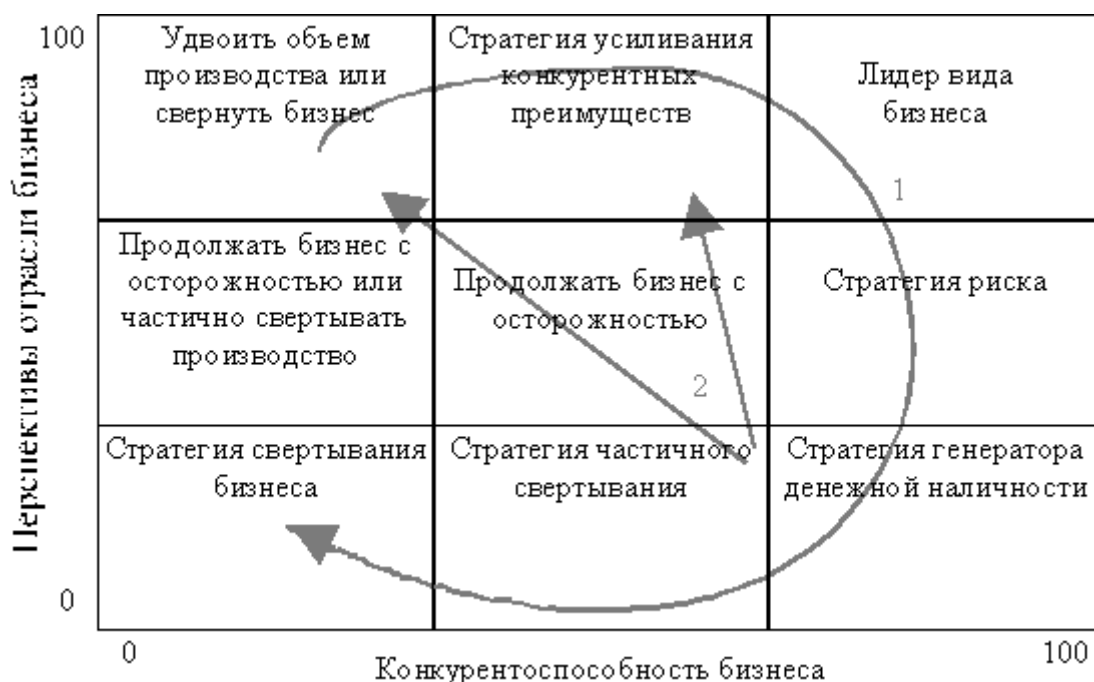 100
Удвоить объем
производства или
свернуть бизнес
Стратегия усиливания
конкурентных
преимуществ
Лидер вида
бизнеса
1
Перспективы отрасли бизнеса
Продолжать бизнес с
осторожностью или
частично свертывать
производство
Продолжать бизнес с
осторожностью
Стратегия риска
2
Стратегия свертывания
бизнеса
Стратегия частичного
свертывания
Стратегия генератора
денежной наличности
0
0
Конкурентоспособность бизнеса
100